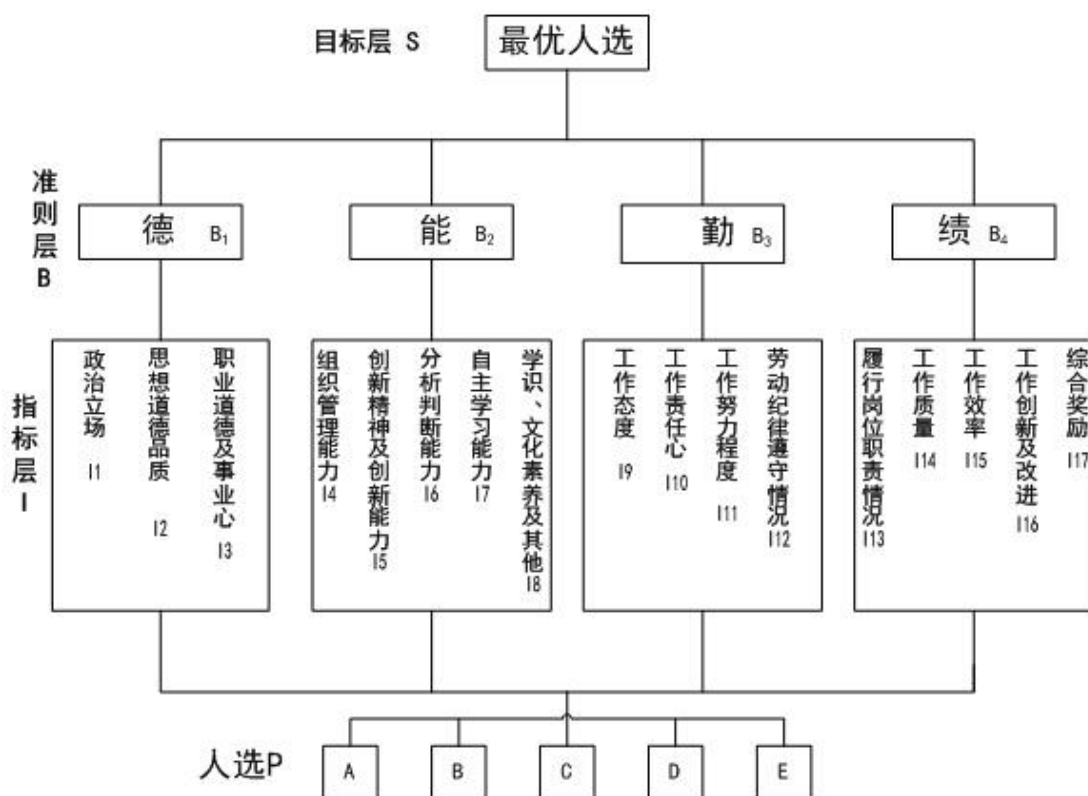 目标层 S
最优人选
准则层B
德 B₁
能 B₂
勤 B₃
绩 B₄
指标层I
政治立场 I1
思想道德品质 I2
职业道德及事业心 I3
组织管理能力 I4
创新精神及创新能力 I5
分析判断能力 I6
自主学习能力 I7
学识、文化素养及其他 I8
工作态度 I9
工作责任心 I10
工作努力程度 I11
劳动纪律遵守情况 I12
履行岗位职责情况 I13
工作质量 I14
工作效率 I15
工作创新及改进 I16
综合奖励 I17
人选P
A
B
C
D
E